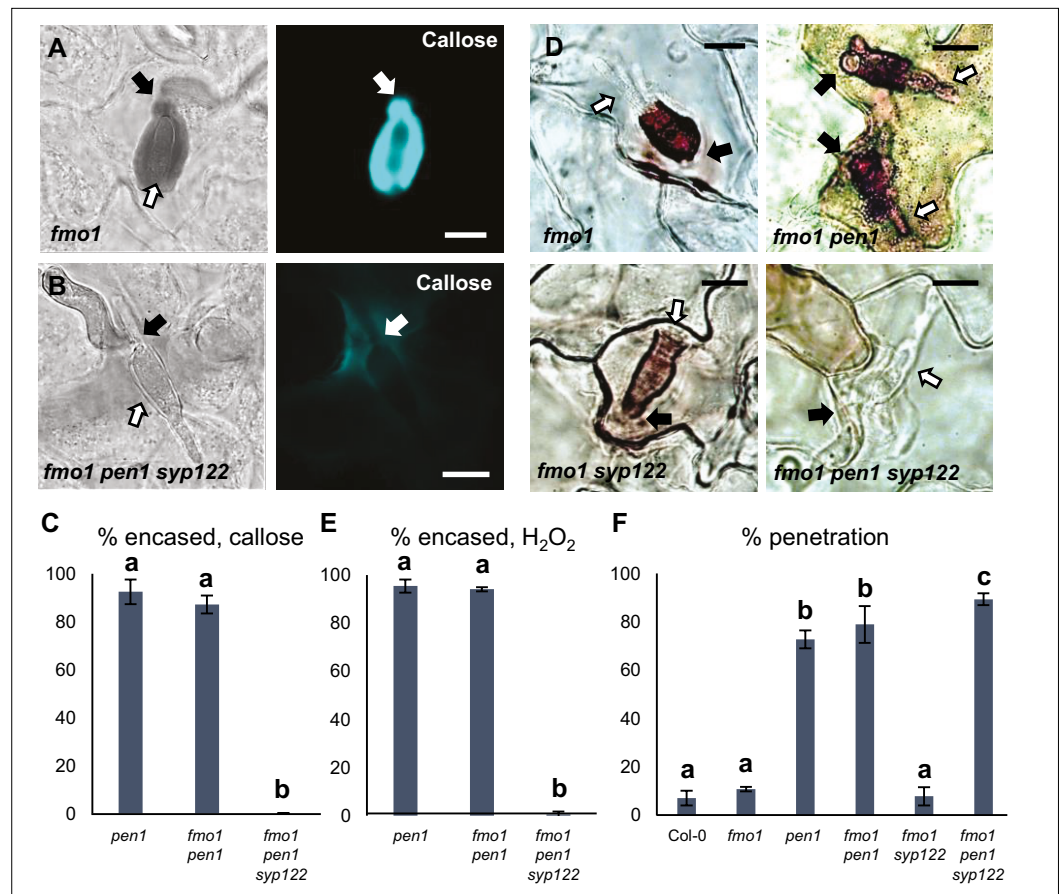 A
Callose
fmo1
B
Callose
fmo1 pen1 syp122
D
fmo1
fmo1 pen1
fmo1 syp122
fmo1 pen1 syp122
C
% encased, callose
100
80
60
40
20
0
a
a
b
pen1
fmo1
pen1
fmo1
pen1
syp122
E
% encased, H₂O₂
100
80
60
40
20
0
a
a
b
pen1
fmo1
pen1
fmo1
pen1
syp122
F
% penetration
100
80
60
40
20
0
a
a
b
b
a
c
Col-0
fmo1
pen1
fmo1
pen1
fmo1
syp122
fmo1
pen1
syp122